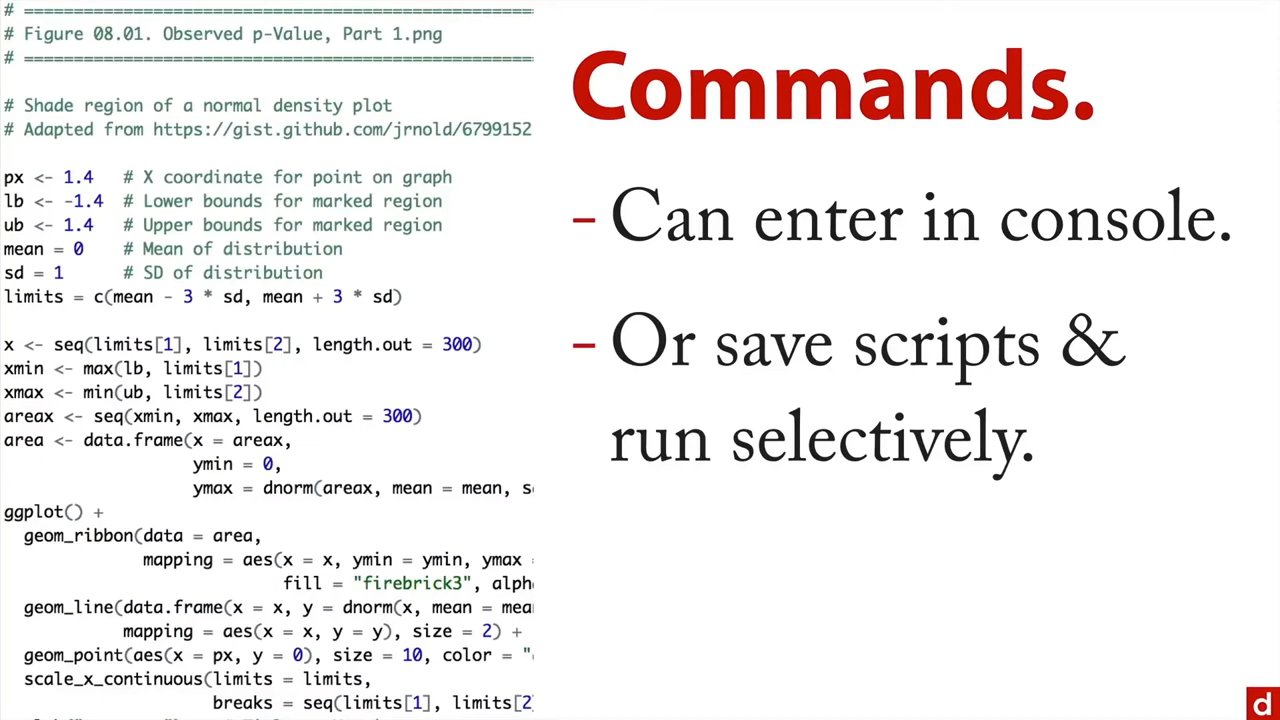 # ===================================================
# Figure 08.01. Observed p-Value, Part 1.png
# ===================================================
# Shade region of a normal density plot
# Adapted from https://gist.github.com/jrnold/6799152
px <- 1.4   # X coordinate for point on graph
lb <- -1.4  # Lower bounds for marked region
ub <- 1.4   # Upper bounds for marked region
mean = 0    # Mean of distribution
sd = 1      # SD of distribution
limits = c(mean - 3 * sd, mean + 3 * sd)
x <- seq(limits[1], limits[2], length.out = 300)
xmin <- max(lb, limits[1])
xmax <- min(ub, limits[2])
areax <- seq(xmin, xmax, length.out = 300)
area <- data.frame(x = areax,
ymin = 0,
ymax = dnorm(areax, mean = mean, s
ggplot() +
geom_ribbon(data = area,
mapping = aes(x = x, ymin = ymin, ymax =
fill = "firebrick3", alph
geom_line(data.frame(x = x, y = dnorm(x, mean = mea
mapping = aes(x = x, y = y), size = 2) +
geom_point(aes(x = px, y = 0), size = 10, color = "
scale_x_continuous(limits = limits,
breaks = seq(limits[1], limits[2]
Commands.
– Can enter in console.
– Or save scripts &
run selectively.
d